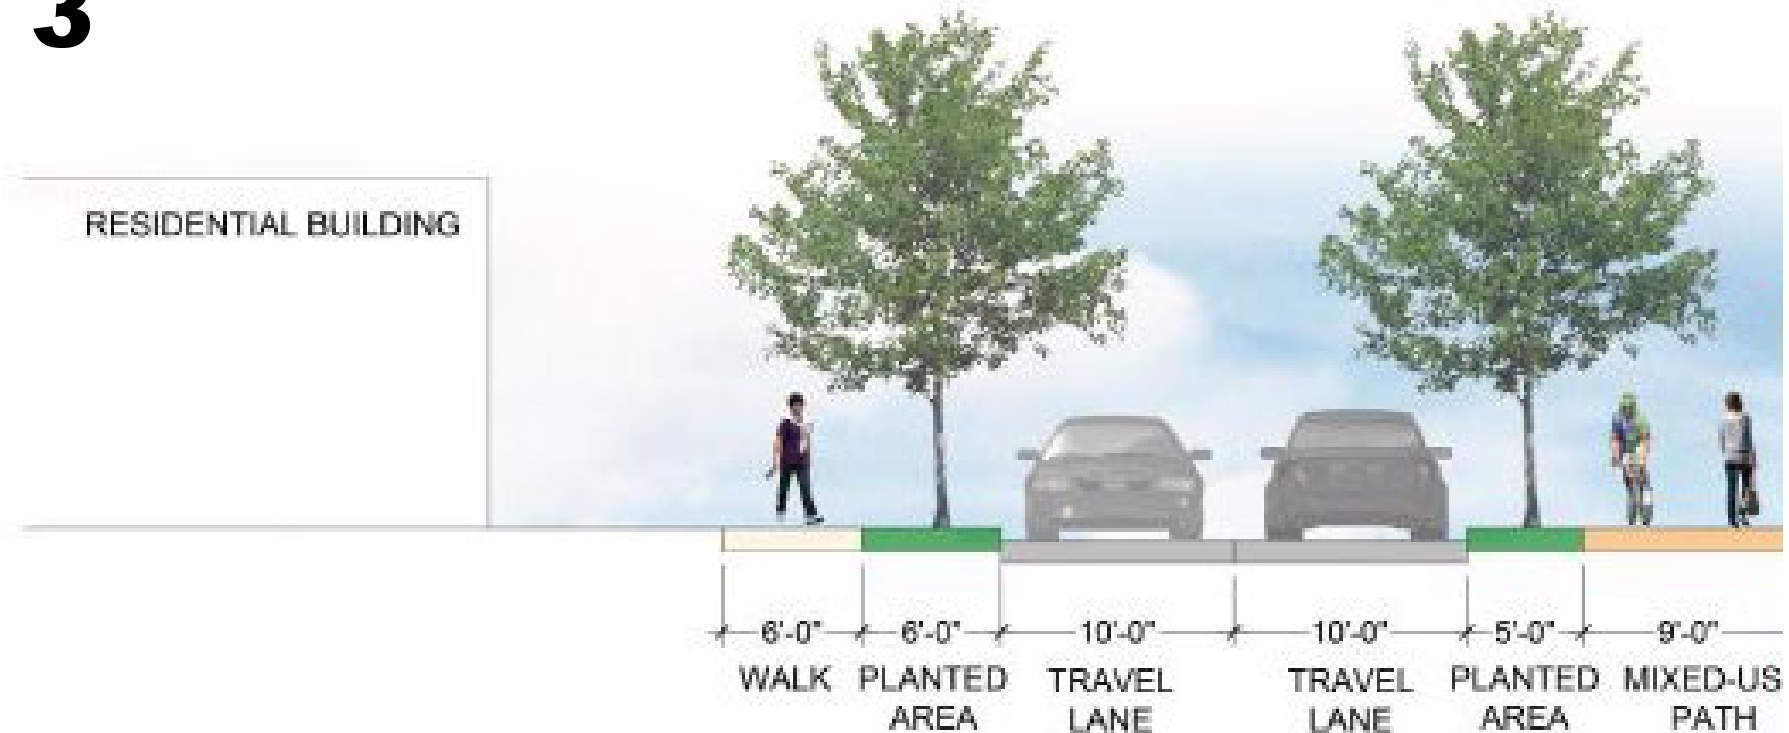 3
RESIDENTIAL BUILDING
6'-0" 6'-0" 10'-0" 10'-0" 5'-0" 9'-0"
WALK PLANTED TRAVEL TRAVEL PLANTED MIXED-US
AREA LANE LANE AREA PATH